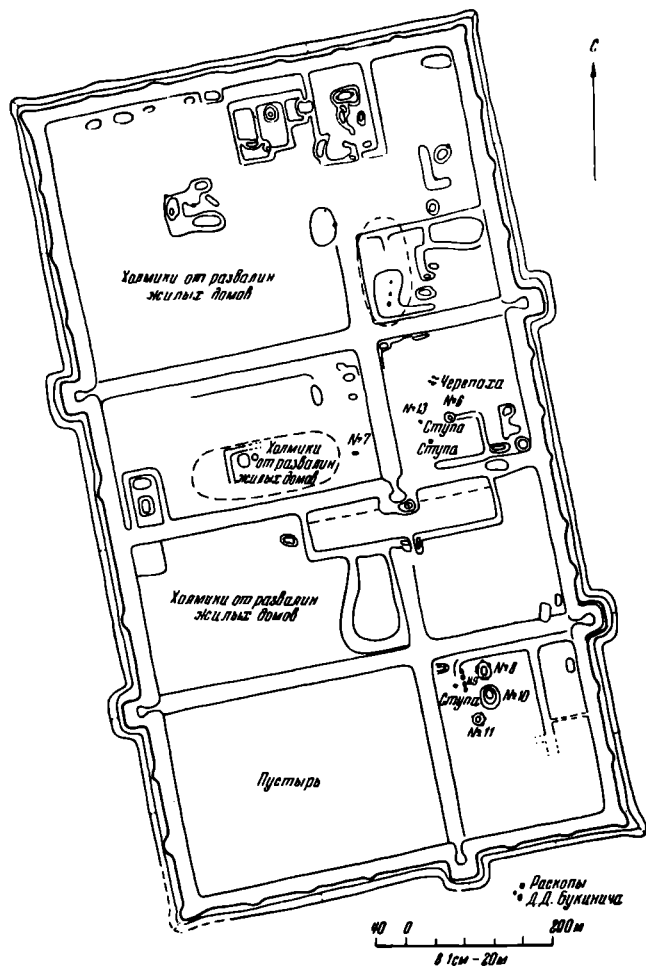 С
Холмики от развалин
жилых домов
Черепаха
№6
№13
Ступа
Ступа
№7
Холмики
от развалин
жилых домов
Холмики от развалин
жилых домов
№8
№9
Ступа
№10
№11
Пустырь
Раскопы
Д.Д. Букинича
40 0 200м
В 1см - 20м